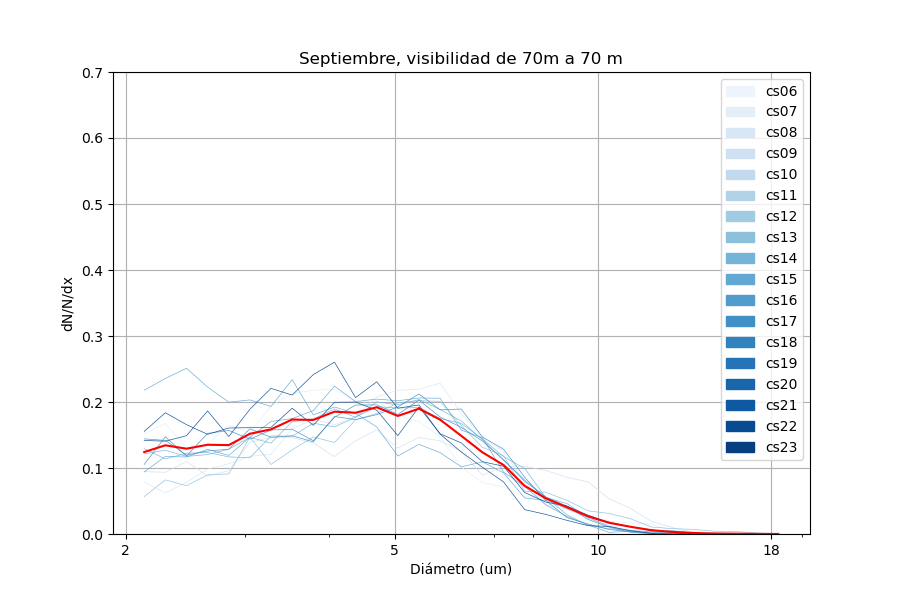 Septiembre, visibilidad de 70m a 70 m
dN/N/dx
0.7
0.6
0.5
0.4
0.3
0.2
0.1
0.0
2
5
10
18
Diámetro (um)
cs06
cs07
cs08
cs09
cs10
cs11
cs12
cs13
cs14
cs15
cs16
cs17
cs18
cs19
cs20
cs21
cs22
cs23